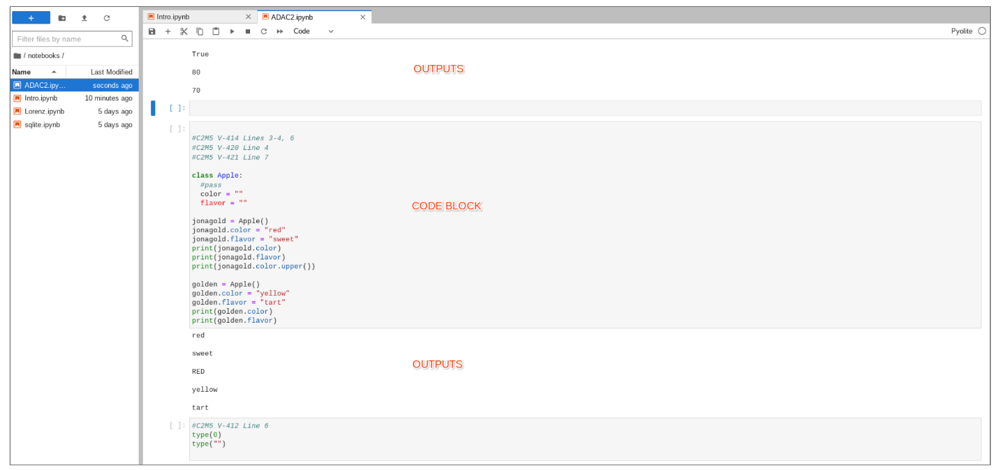 +
Filter files by name
/ notebooks /
Name Last Modified
ADAC2.ipy... seconds ago
Intro.ipynb 10 minutes ago
Lorenz.ipynb 5 days ago
sqlite.ipynb 5 days ago
Intro.ipynb ADAC2.ipynb
Code Pyolite
True
80
70
OUTPUTS
[ ]:
[ ]:
#C2M5 V-414 Lines 3-4, 6
#C2M5 V-420 Line 4
#C2M5 V-421 Line 7
class Apple:
#pass
color = ""
flavor = ""
jonagold = Apple()
jonagold.color = "red"
jonagold.flavor = "sweet"
print(jonagold.color)
print(jonagold.flavor)
print(jonagold.color.upper())
golden = Apple()
golden.color = "yellow"
golden.flavor = "tart"
print(golden.color)
print(golden.flavor)
CODE BLOCK
red
sweet
RED
yellow
tart
OUTPUTS
[ ]:
#C2M5 V-412 Line 6
type(0)
type("")